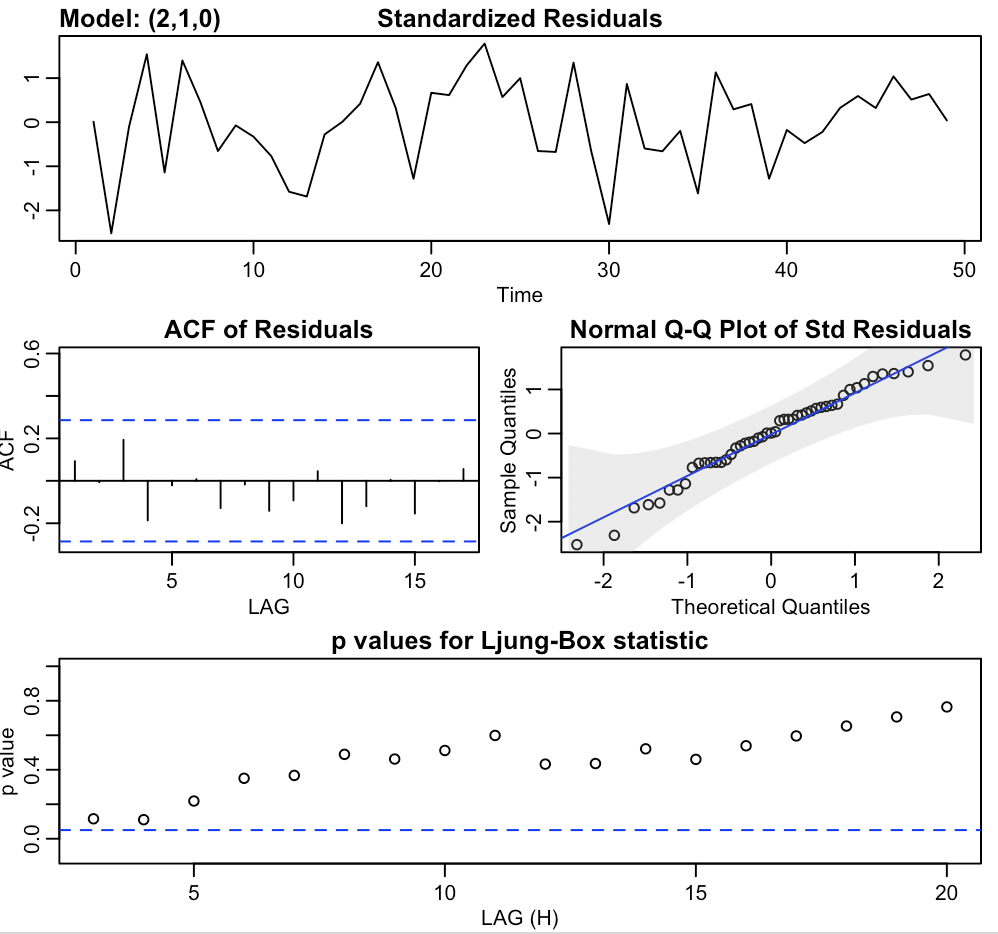 Model: (2,1,0) Standardized Residuals
1
0
-1
-2
0 10 20 30 40 50
Time
ACF of Residuals
ACF
0.6
0.2
-0.2
5 10 15
LAG
Normal Q-Q Plot of Std Residuals
Sample Quantiles
1
0
-1
-2
-2 -1 0 1 2
Theoretical Quantiles
p values for Ljung-Box statistic
p value
0.8
0.4
0.0
5 10 15 20
LAG (H)